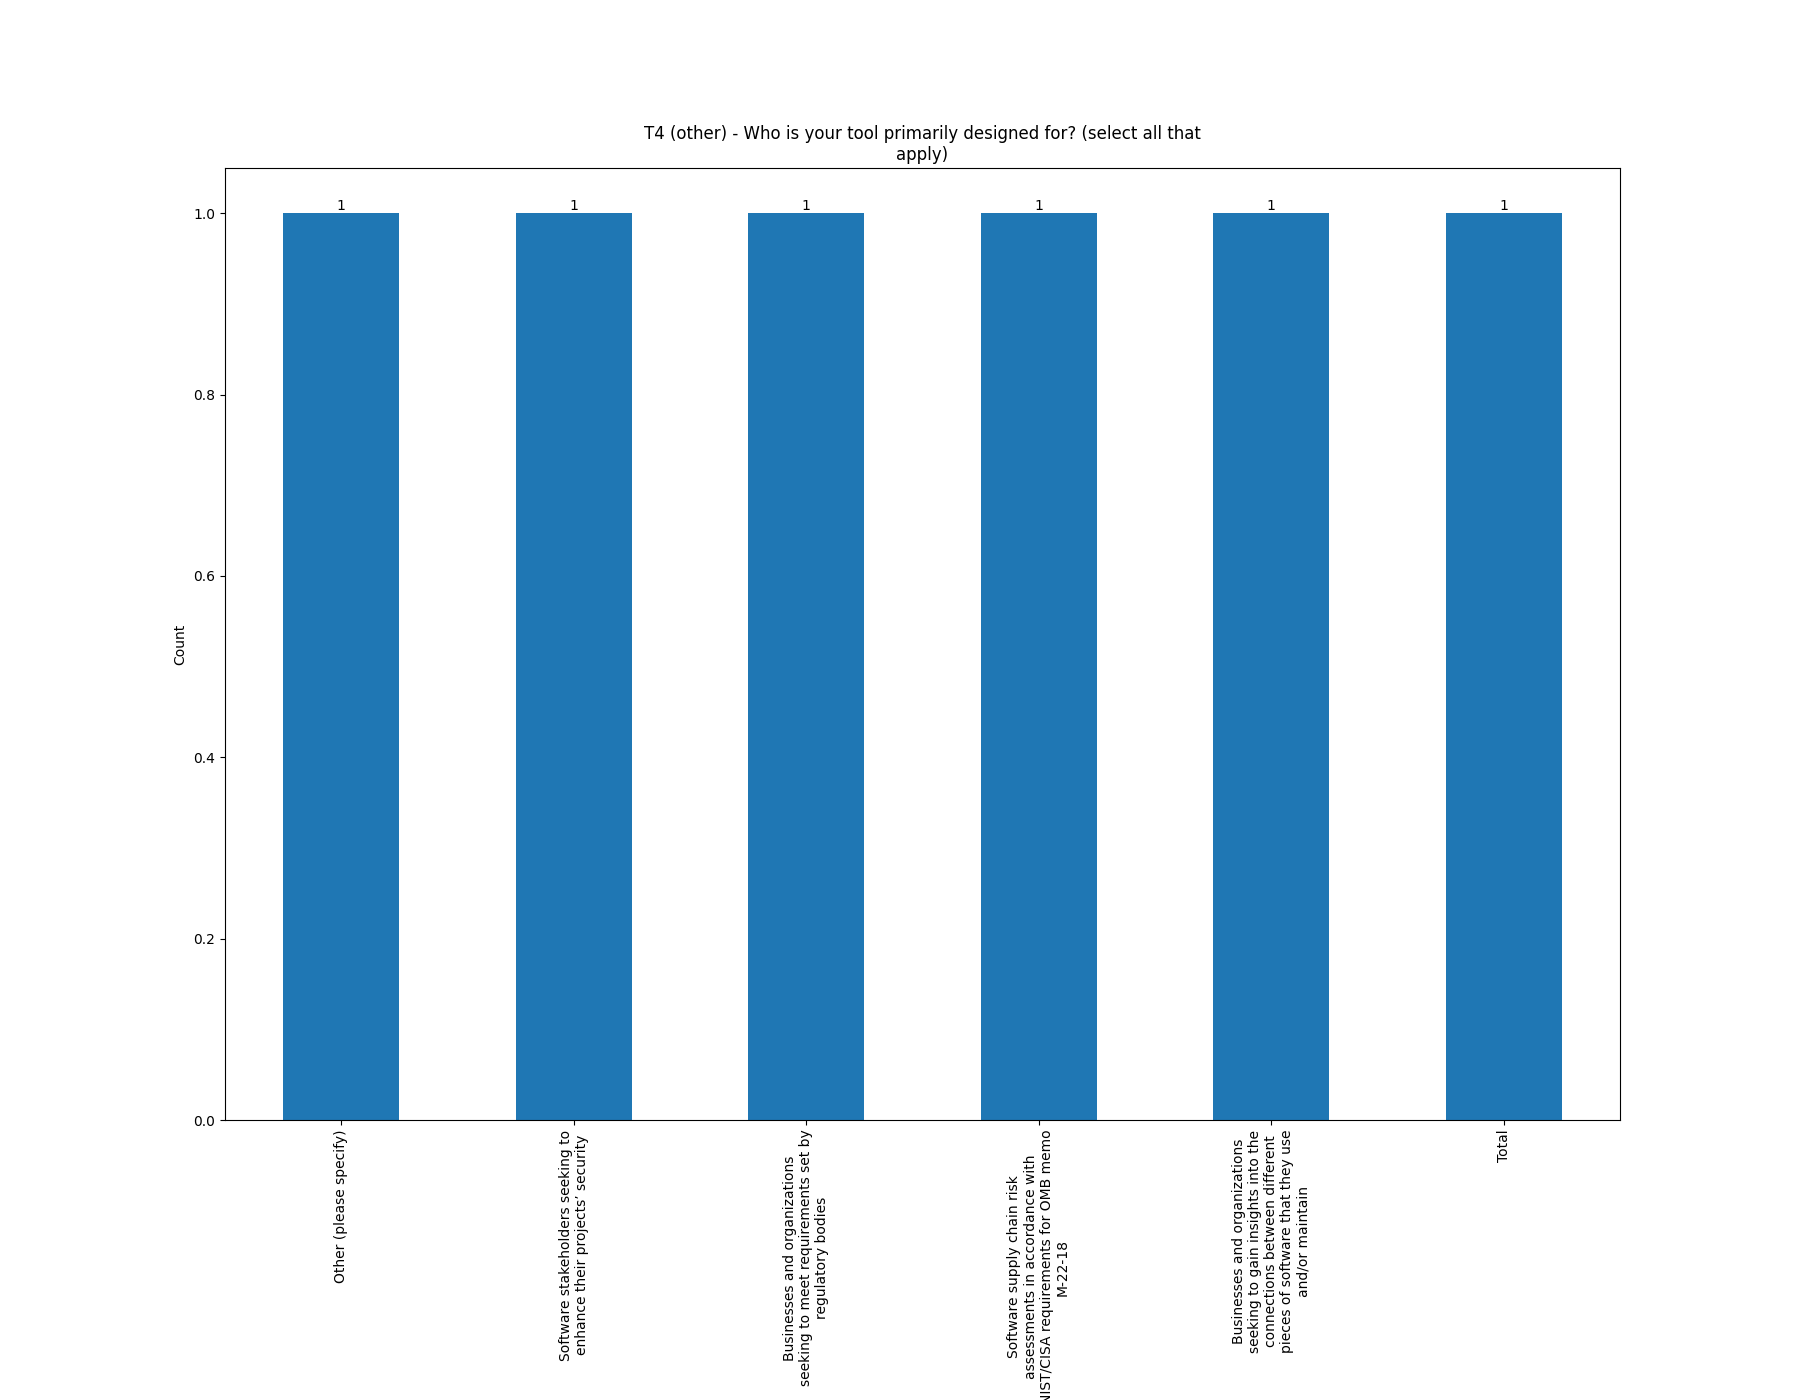 T4 (other) - Who is your tool primarily designed for? (select all that
apply)
1
1
1
1
1
1
1.0
0.8
0.6
0.4
0.2
0.0
Count
Other (please specify)
Software stakeholders seeking to
enhance their projects’ security
Businesses and organizations
seeking to meet requirements set by
regulatory bodies
Software supply chain risk
assessments in accordance with
NIST/CISA requirements for OMB memo
M-22-18
Businesses and organizations
seeking to gain insights into the
connections between different
pieces of software that they use
and/or maintain
Total